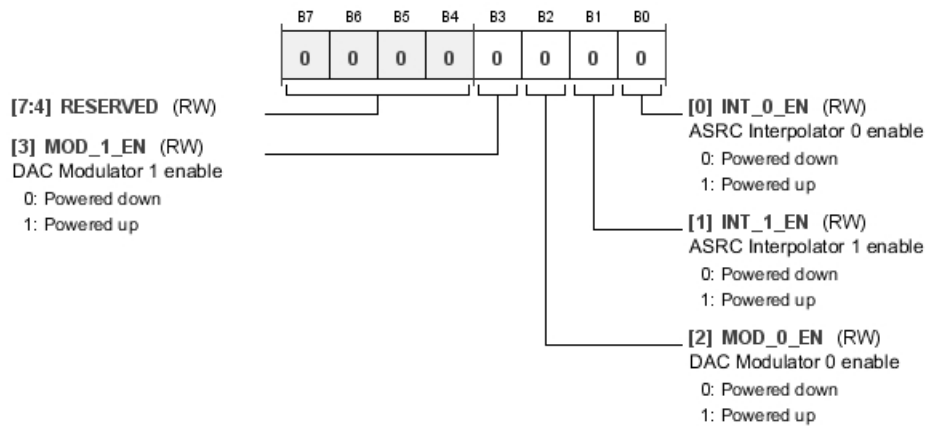 B7 B6 B5 B4 B3 B2 B1 B0
0 0 0 0 0 0 0 0
[7:4] RESERVED (RW)
[3] MOD_1_EN (RW)
DAC Modulator 1 enable
0: Powered down
1: Powered up
[0] INT_0_EN (RW)
ASRC Interpolator 0 enable
0: Powered down
1: Powered up
[1] INT_1_EN (RW)
ASRC Interpolator 1 enable
0: Powered down
1: Powered up
[2] MOD_0_EN (RW)
DAC Modulator 0 enable
0: Powered down
1: Powered up